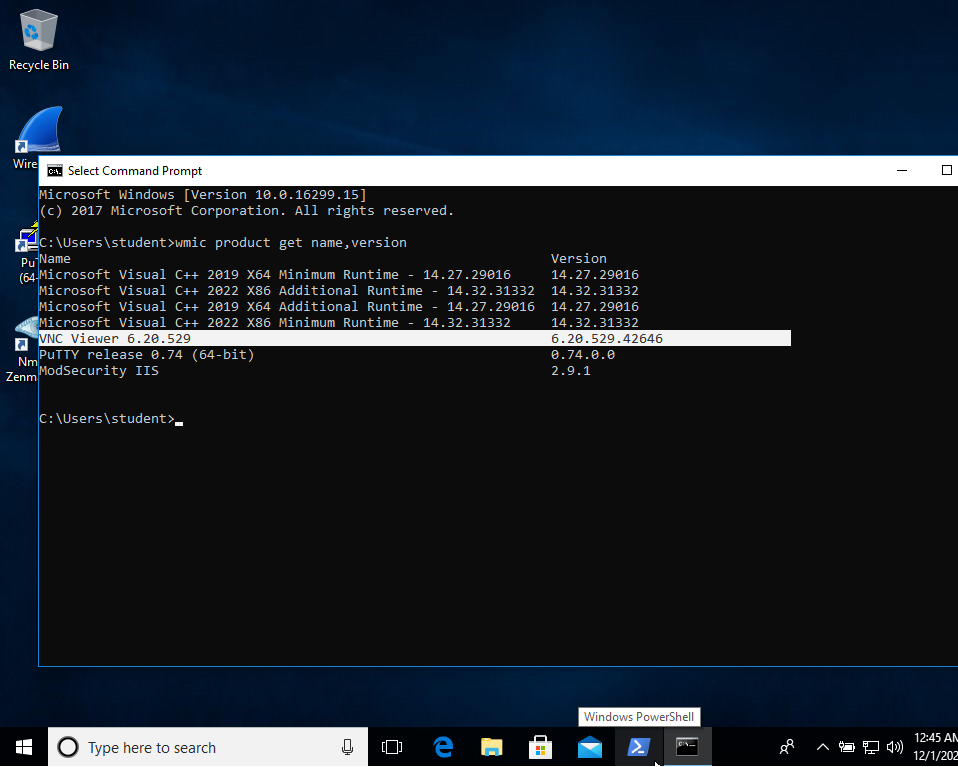 Recycle Bin
Wire
Select Command Prompt
Microsoft Windows [Version 10.0.16299.15]
(c) 2017 Microsoft Corporation. All rights reserved.
C:\Users\student>wmic product get name,version
Name Version
Microsoft Visual C++ 2019 X64 Minimum Runtime - 14.27.29016 14.27.29016
Microsoft Visual C++ 2022 X86 Additional Runtime - 14.32.31332 14.32.31332
Microsoft Visual C++ 2019 X64 Additional Runtime - 14.27.29016 14.27.29016
Microsoft Visual C++ 2022 X86 Minimum Runtime - 14.32.31332 14.32.31332
VNC Viewer 6.20.529 6.20.529.42646
PuTTY release 0.74 (64-bit) 0.74.0.0
ModSecurity IIS 2.9.1
C:\Users\student>
Pu
(64-
Nm
Zenm
Windows PowerShell
Type here to search
12:45 AM
12/1/202